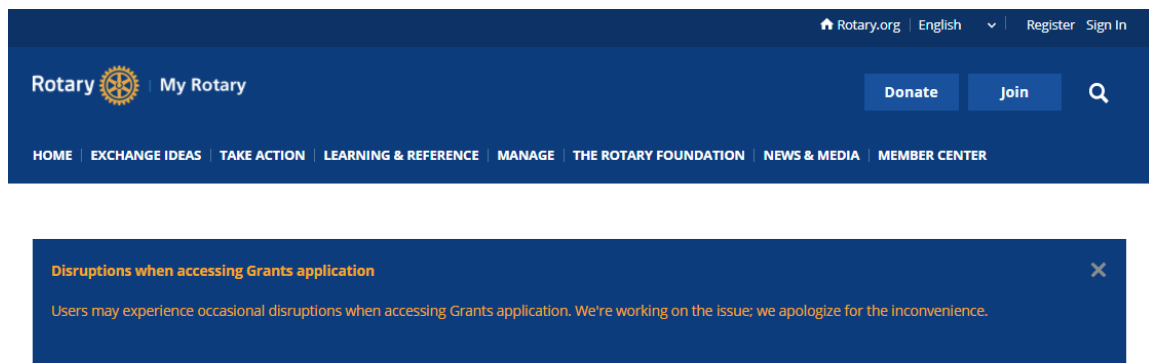 Rotary.org | English Register Sign In
Rotary | My Rotary
Donate Join
HOME | EXCHANGE IDEAS | TAKE ACTION | LEARNING & REFERENCE | MANAGE | THE ROTARY FOUNDATION | NEWS & MEDIA | MEMBER CENTER
Disruptions when accessing Grants application
Users may experience occasional disruptions when accessing Grants application. We're working on the issue; we apologize for the inconvenience.